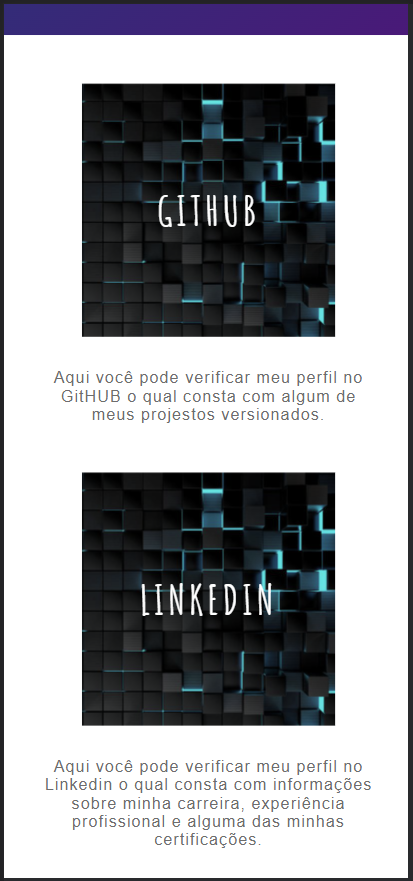 GITHUB
Aqui você pode verificar meu perfil no
GitHUB o qual consta com algum de
meus projestos versionados.
LINKEDIN
Aqui você pode verificar meu perfil no
Linkedin o qual consta com informações
sobre minha carreira, experiência
profissional e alguma das minhas
certificações.